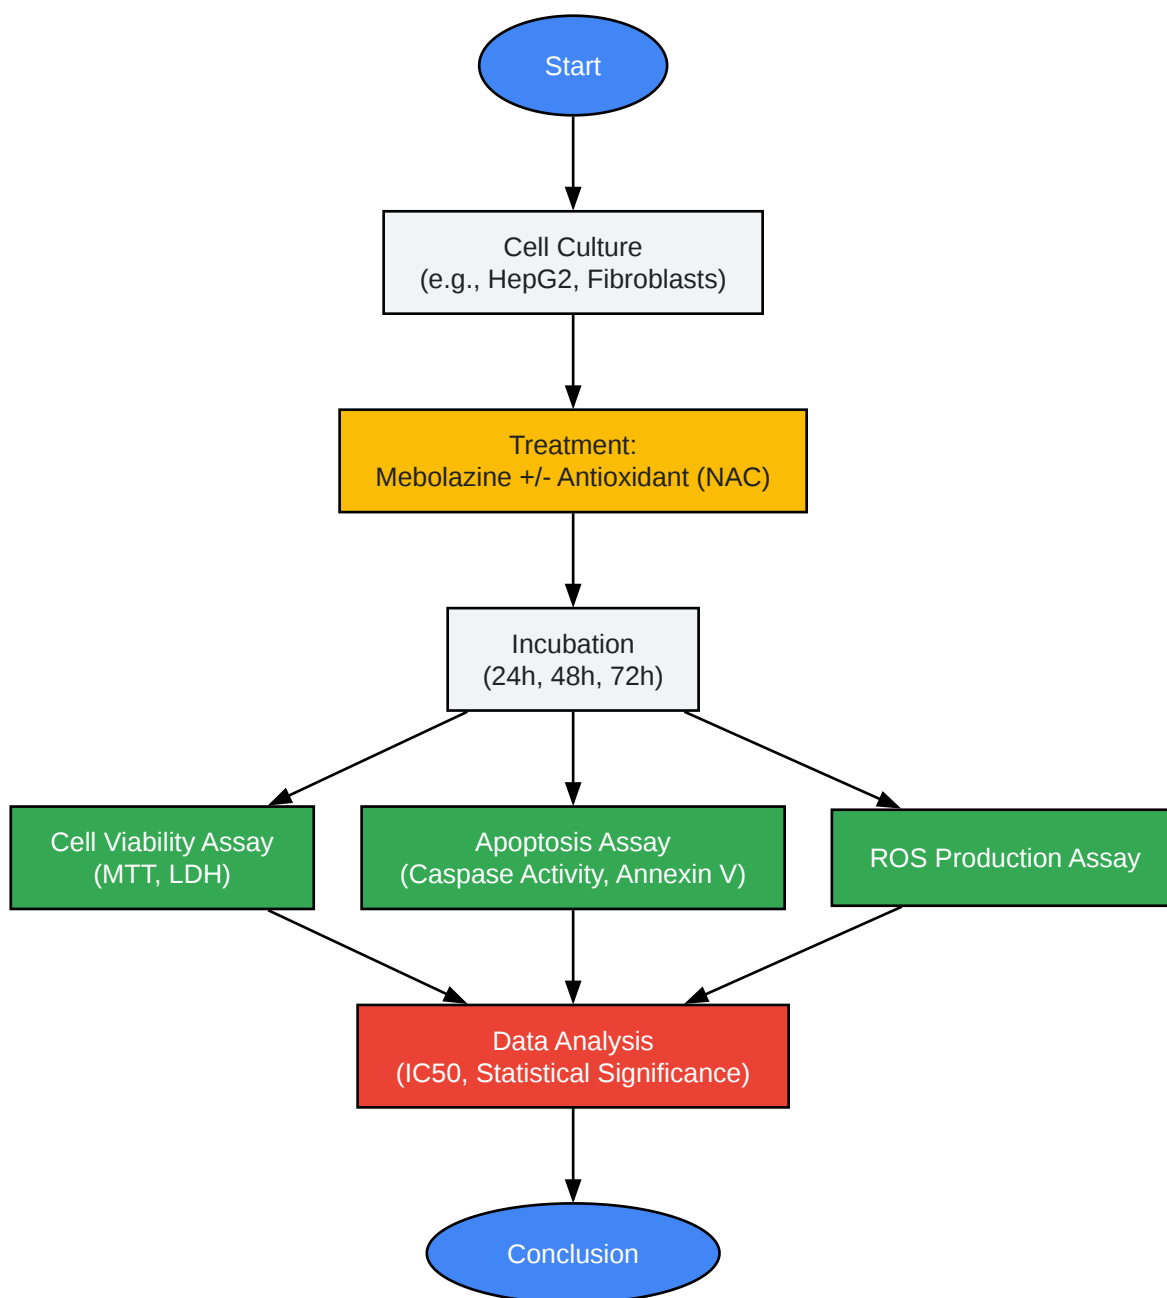 Start
Cell Culture
(e.g., HepG2, Fibroblasts)
Treatment:
Mebolazine +/- Antioxidant (NAC)
Incubation
(24h, 48h, 72h)
Cell Viability Assay
(MTT, LDH)
Apoptosis Assay
(Caspase Activity, Annexin V)
ROS Production Assay
Data Analysis
(IC50, Statistical Significance)
Conclusion